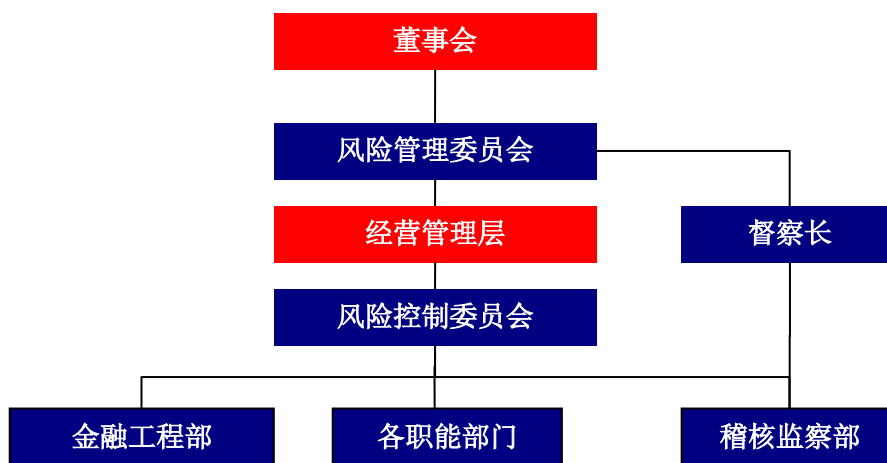 董事会
风险管理委员会
经营管理层
督察长
风险控制委员会
金融工程部
各职能部门
稽核监察部